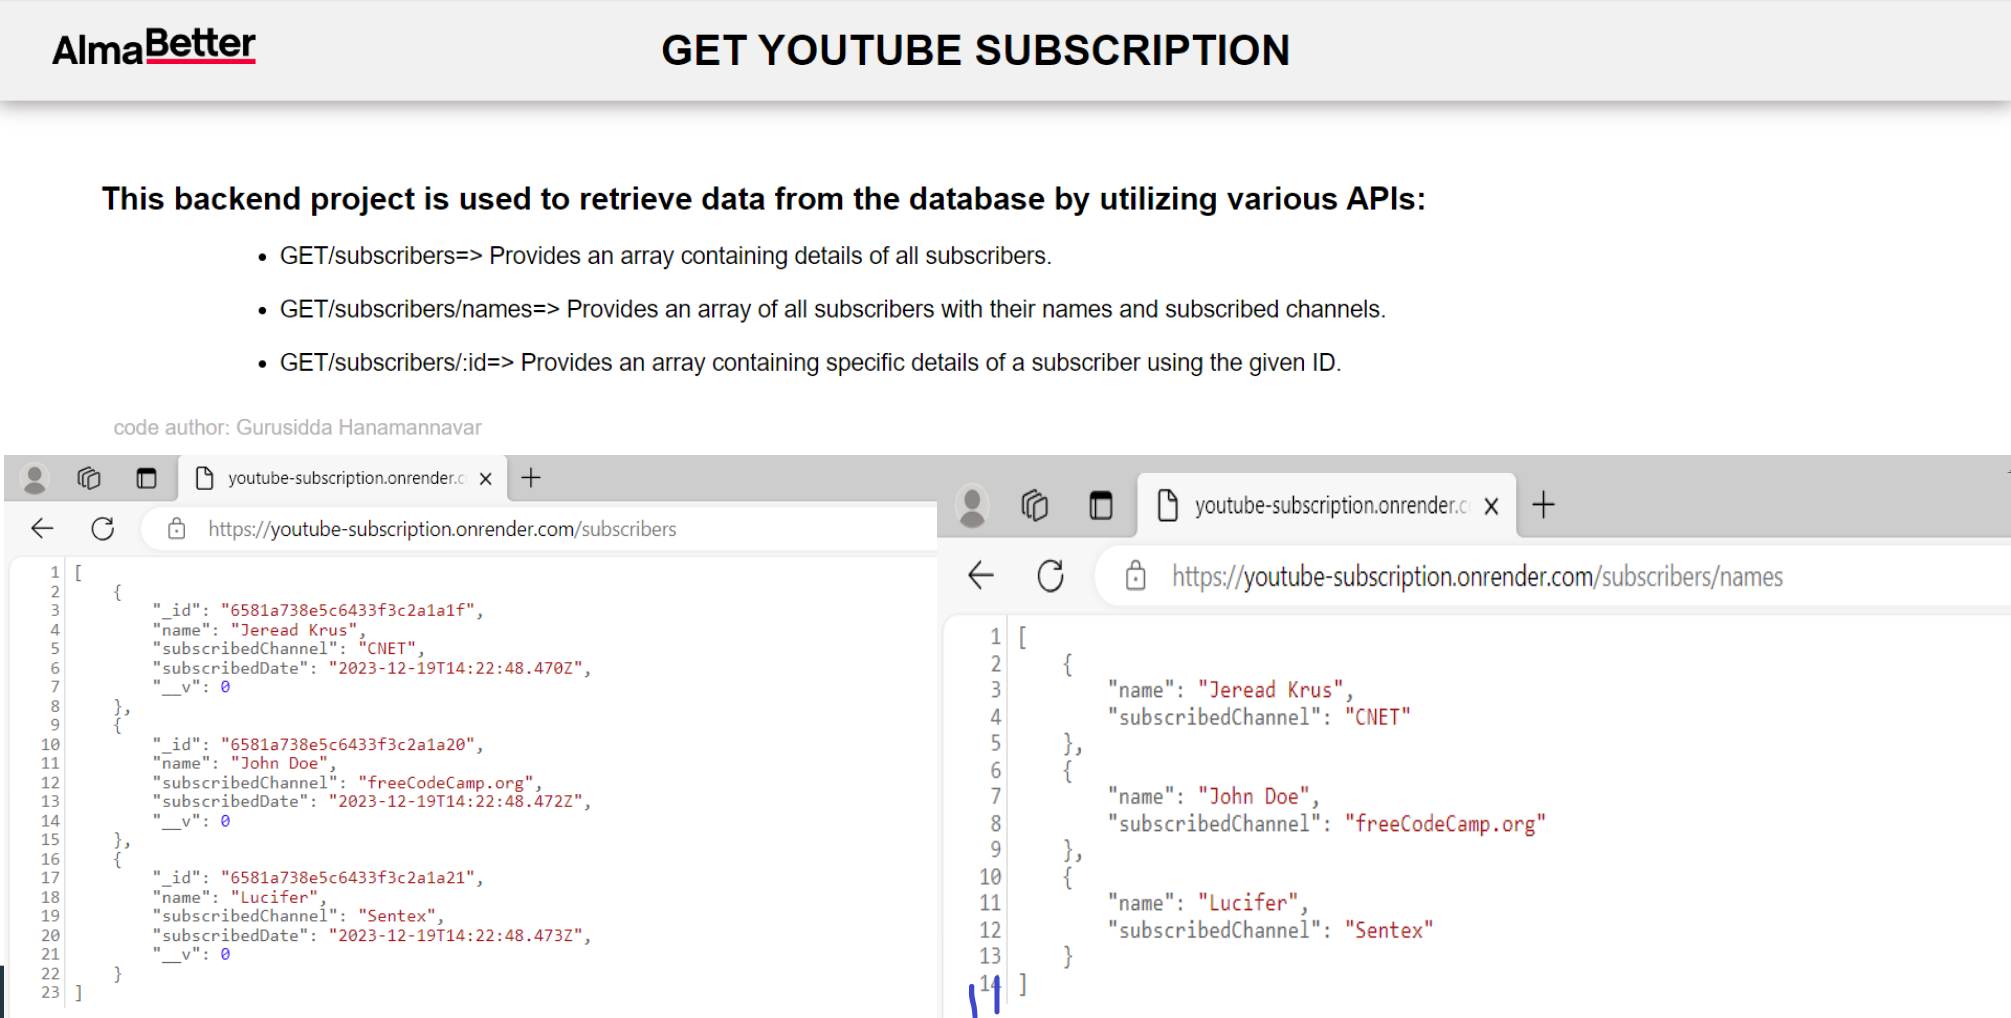 AlmaBetter
GET YOUTUBE SUBSCRIPTION
This backend project is used to retrieve data from the database by utilizing various APIs:
• GET/subscribers=> Provides an array containing details of all subscribers.
• GET/subscribers/names=> Provides an array of all subscribers with their names and subscribed channels.
• GET/subscribers/:id=> Provides an array containing specific details of a subscriber using the given ID.
code author: Gurusidda Hanamannavar
youtube-subscription.onrender.c
https://youtube-subscription.onrender.com/subscribers
1 [
2 {
3 "_id": "6581a738e5c6433f3c2a1a1f",
4 "name": "Jeread Krus",
5 "subscribedChannel": "CNET",
6 "subscribedDate": "2023-12-19T14:22:48.470Z",
7 "__v": 0
8 },
9 {
10 "_id": "6581a738e5c6433f3c2a1a20",
11 "name": "John Doe",
12 "subscribedChannel": "freeCodeCamp.org",
13 "subscribedDate": "2023-12-19T14:22:48.472Z",
14 "__v": 0
15 },
16 {
17 "_id": "6581a738e5c6433f3c2a1a21",
18 "name": "Lucifer",
19 "subscribedChannel": "Sentex",
20 "subscribedDate": "2023-12-19T14:22:48.473Z",
21 "__v": 0
22 }
23 ]
youtube-subscription.onrender.c
https://youtube-subscription.onrender.com/subscribers/names
1 [
2 {
3 "name": "Jeread Krus",
4 "subscribedChannel": "CNET"
5 },
6 {
7 "name": "John Doe",
8 "subscribedChannel": "freeCodeCamp.org"
9 },
10 {
11 "name": "Lucifer",
12 "subscribedChannel": "Sentex"
13 }
14 ]